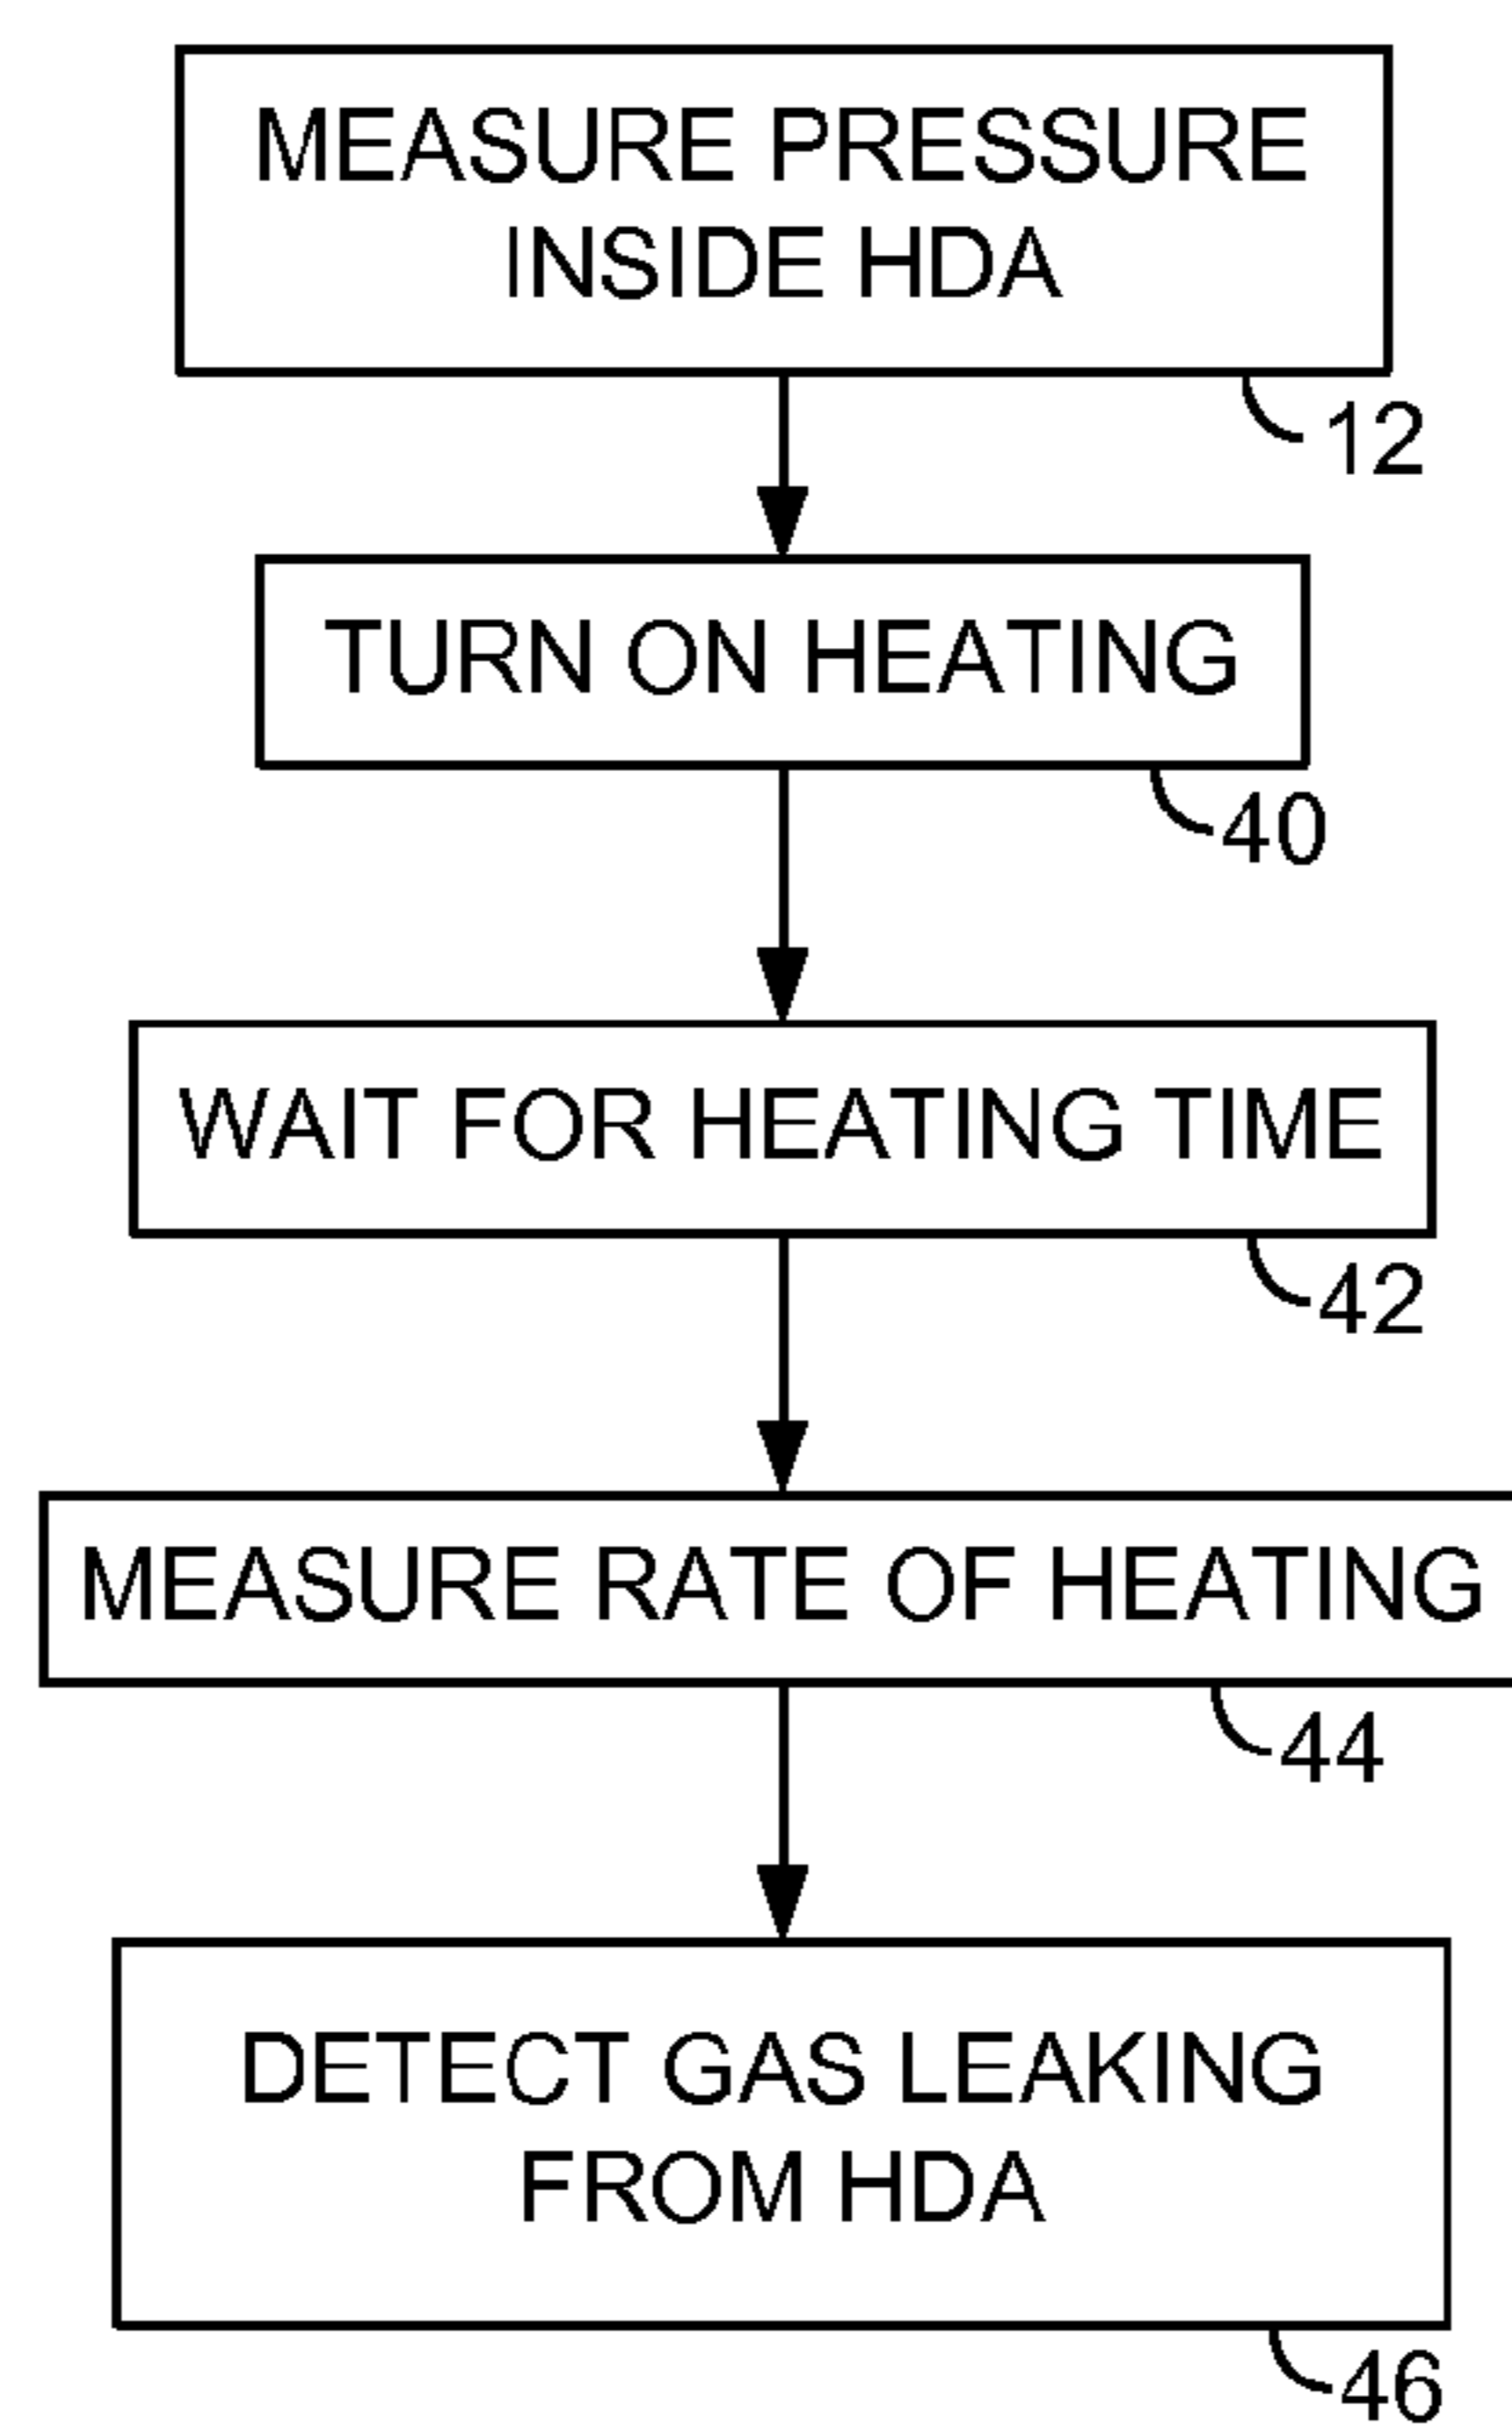 MEASURE PRESSURE
INSIDE HDA
12
TURN ON HEATING
40
WAIT FOR HEATING TIME
42
MEASURE RATE OF HEATING
44
DETECT GAS LEAKING
FROM HDA
46